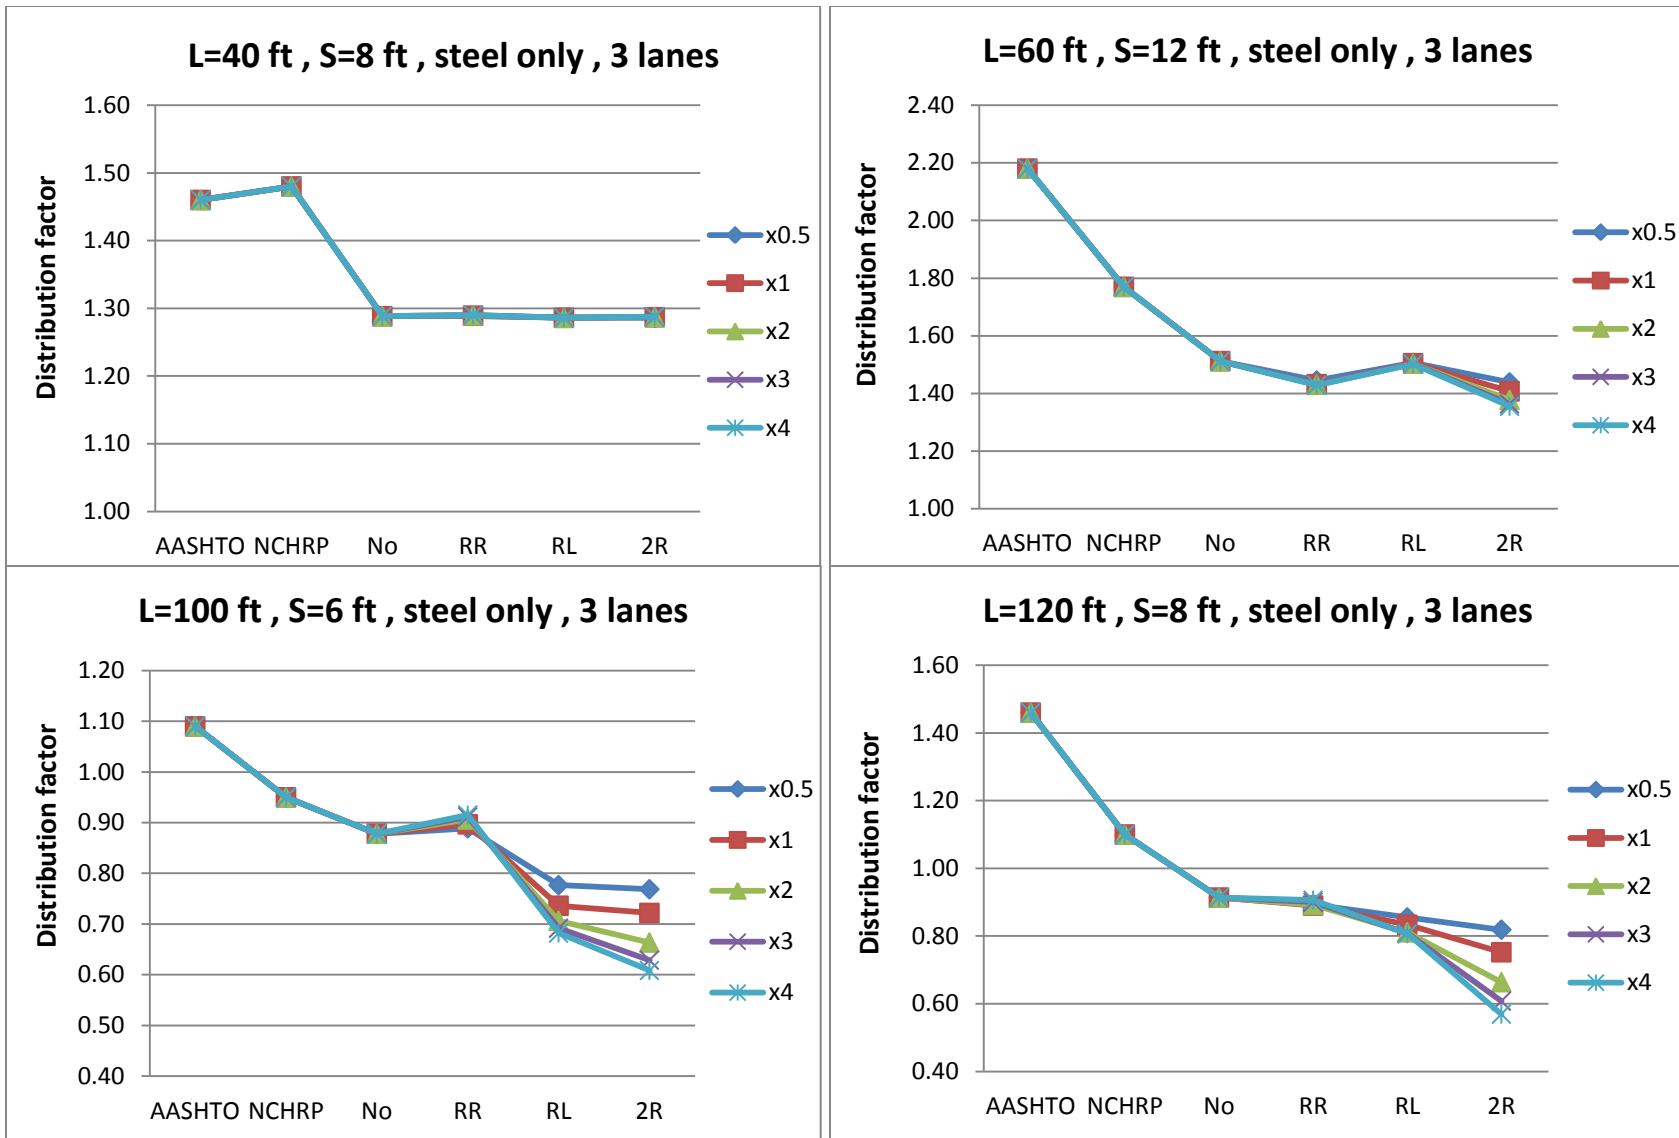 L=40 ft , S=8 ft , steel only , 3 lanes
Distribution factor
1.60
1.50
1.40
1.30
1.20
1.10
1.00
AASHTO NCHRP No RR RL 2R
x0.5
x1
x2
x3
x4
L=60 ft , S=12 ft , steel only , 3 lanes
Distribution factor
2.40
2.20
2.00
1.80
1.60
1.40
1.20
1.00
AASHTO NCHRP No RR RL 2R
x0.5
x1
x2
x3
x4
L=100 ft , S=6 ft , steel only , 3 lanes
Distribution factor
1.20
1.10
1.00
0.90
0.80
0.70
0.60
0.50
0.40
AASHTO NCHRP No RR RL 2R
x0.5
x1
x2
x3
x4
L=120 ft , S=8 ft , steel only , 3 lanes
Distribution factor
1.60
1.40
1.20
1.00
0.80
0.60
0.40
AASHTO NCHRP No RR RL 2R
x0.5
x1
x2
x3
x4